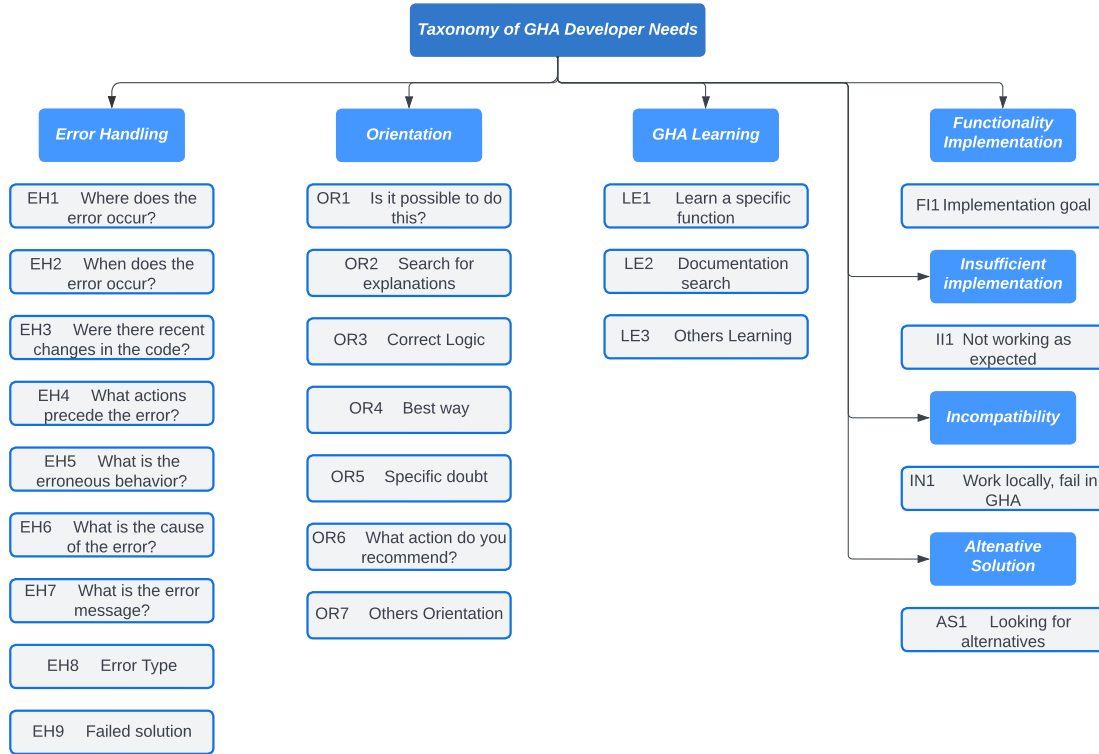 Taxonomy of GHA Developer Needs
Error Handling
EH1 Where does the
error occur?
EH2 When does the
error occur?
EH3 Were there recent
changes in the code?
EH4 What actions
precede the error?
EH5 What is the
erroneous behavior?
EH6 What is the cause
of the error?
EH7 What is the error
message?
EH8 Error Type
EH9 Failed solution
Orientation
OR1 Is it possible to do
this?
OR2 Search for
explanations
OR3 Correct Logic
OR4 Best way
OR5 Specific doubt
OR6 What action do you
recommend?
OR7 Others Orientation
GHA Learning
LE1 Learn a specific
function
LE2 Documentation
search
LE3 Others Learning
Functionality
Implementation
FI1 Implementation goal
Insufficient
implementation
II1 Not working as
expected
Incompatibility
IN1 Work locally, fail in
GHA
Altenative
Solution
AS1 Looking for
alternatives